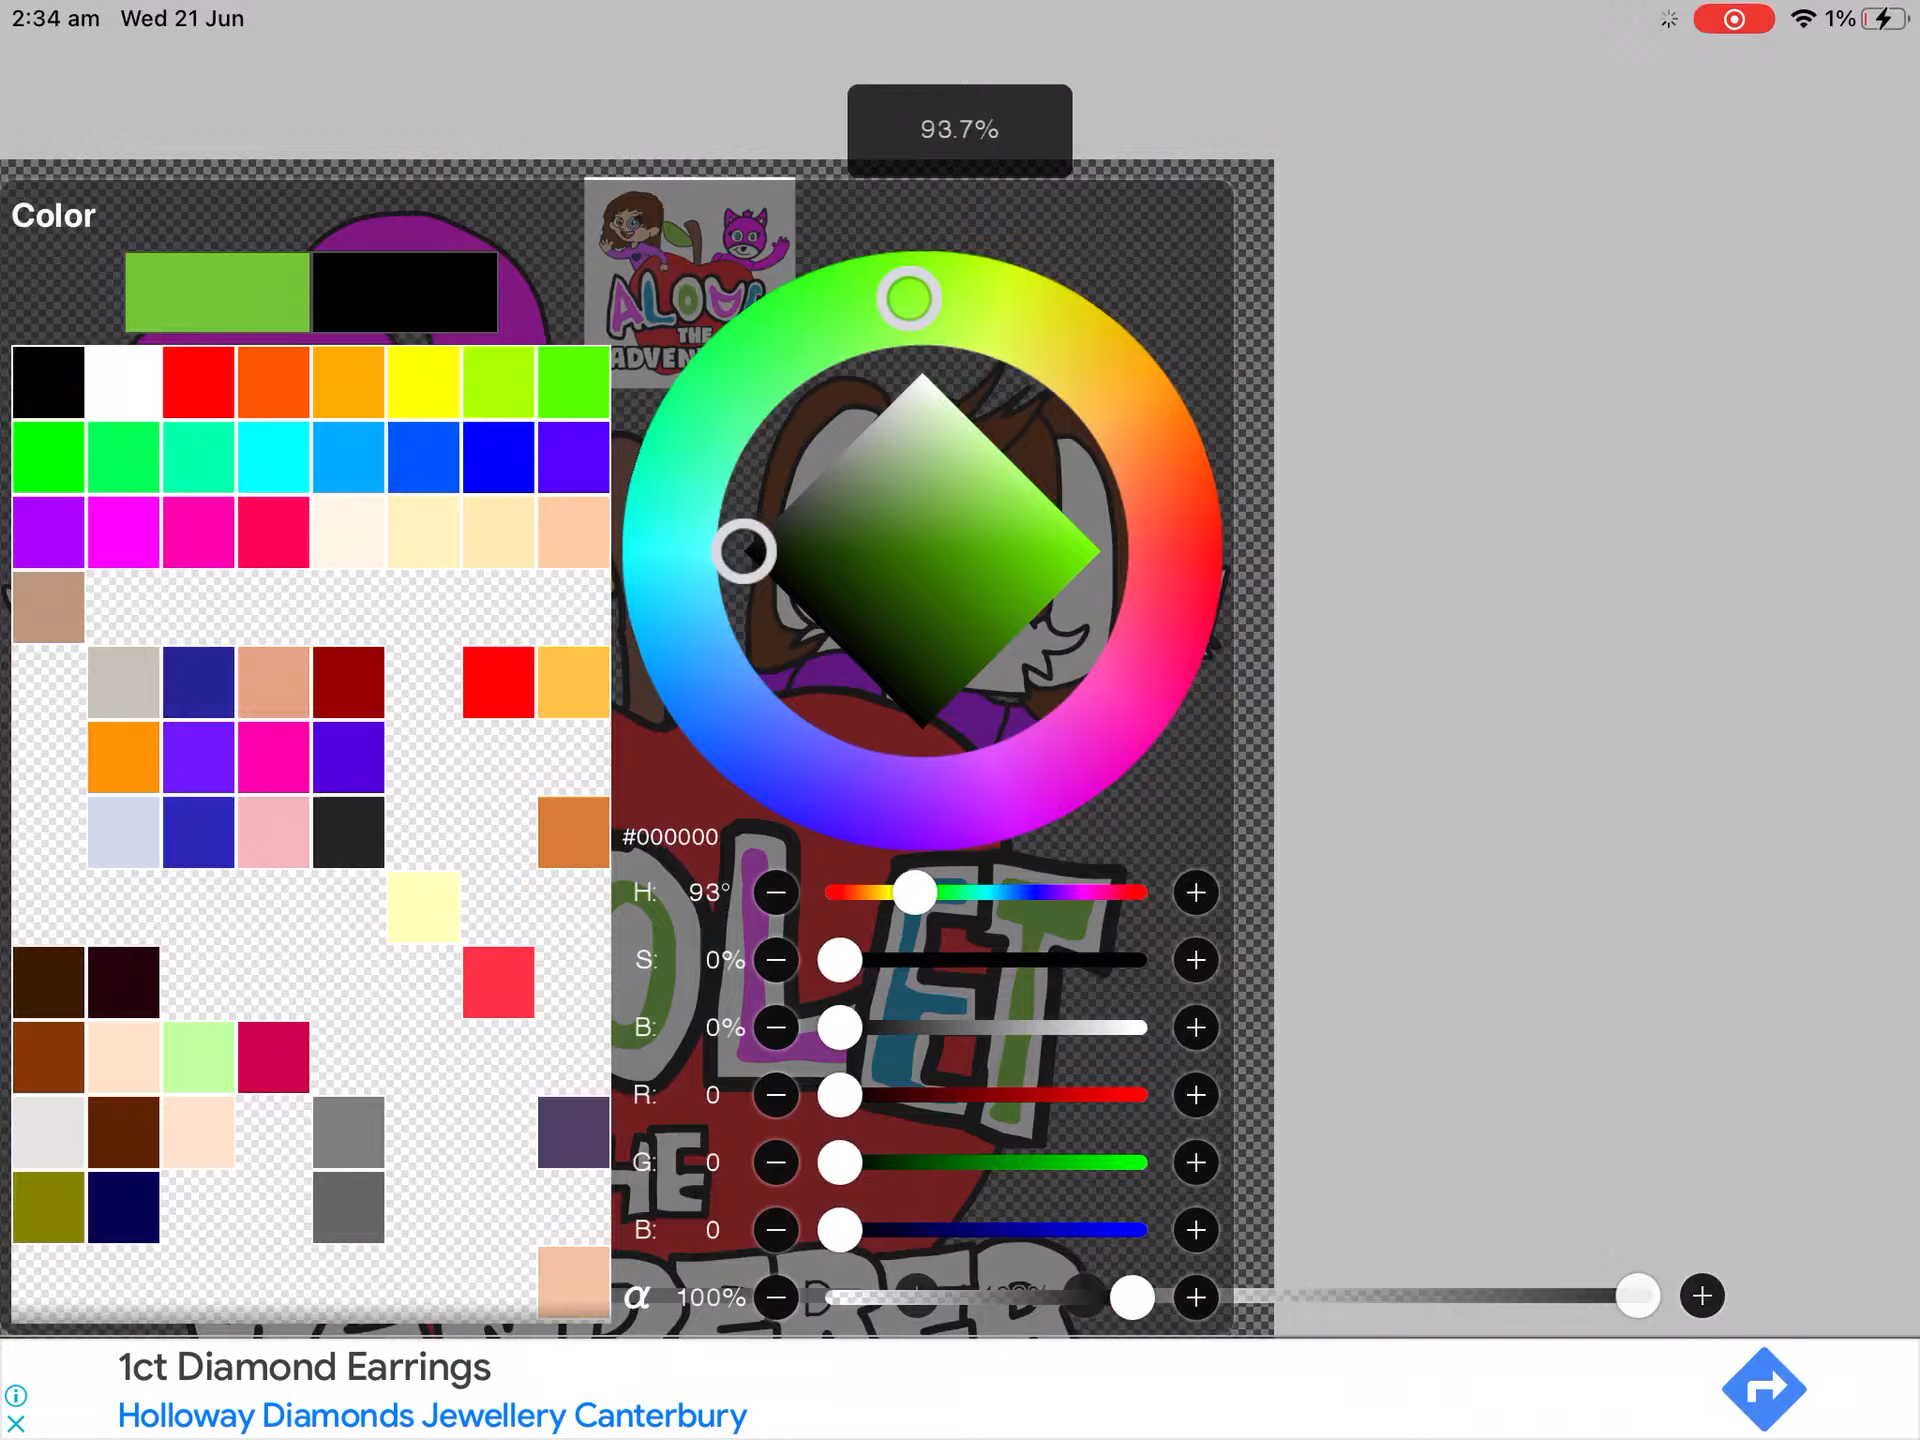 2:34 am Wed 21 Jun
1%
93.7%
Color
THE
#000000
H: 93°
S: 0%
B: 0%
R: 0
G: 0
B: 0
α 100%
1ct Diamond Earrings
Holloway Diamonds Jewellery Canterbury